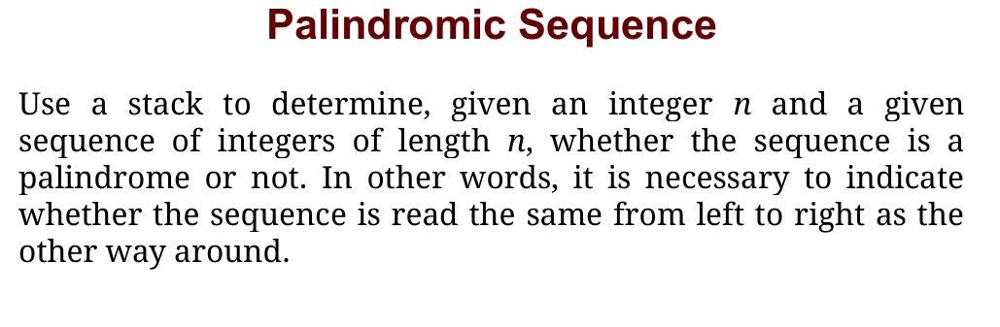 Palindromic Sequence
Use a stack to determine, given an integer n and a given
sequence of integers of length n, whether the sequence is a
palindrome or not. In other words, it is necessary to indicate
whether the sequence is read the same from left to right as the
other way around.